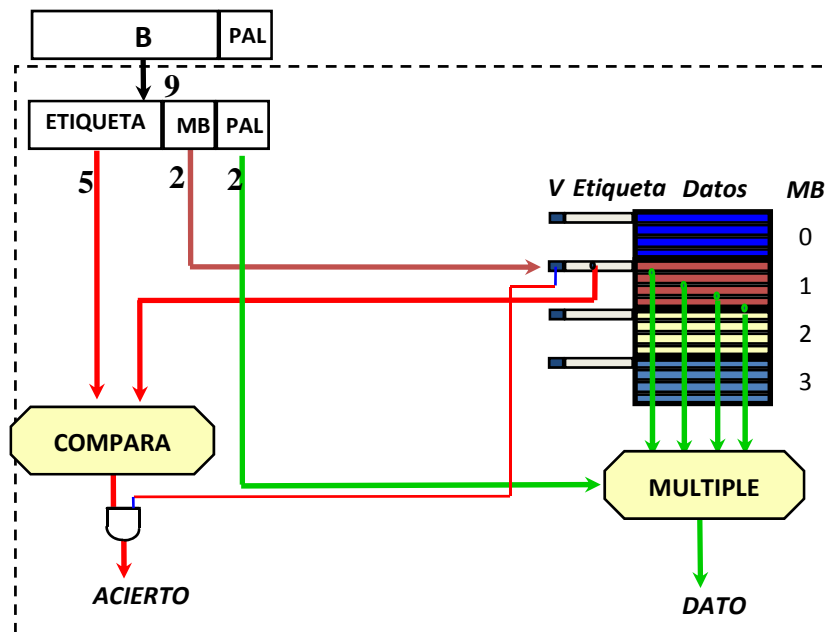 B PAL
9
ETIQUETA MB PAL
5 2 2
V Etiqueta Datos MB
0
1
2
3
COMPARA
MULTIPLE
ACIERTO
DATO